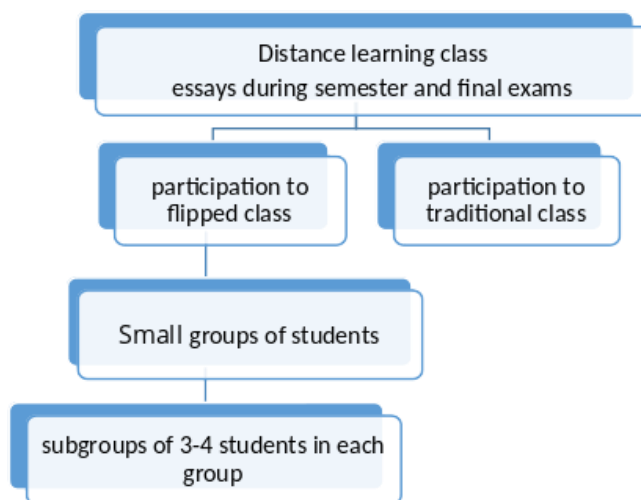 Distance learning class
essays during semester and final exams
participation to
flipped class
participation to
traditional class
Small groups of students
subgroups of 3-4 students in each
group